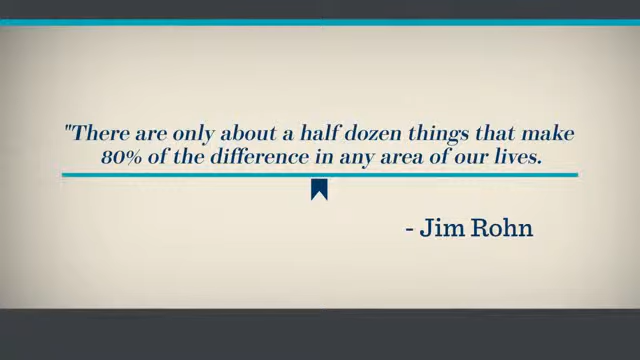 "There are only about a half dozen things that make
80% of the difference in any area of our lives.
- Jim Rohn